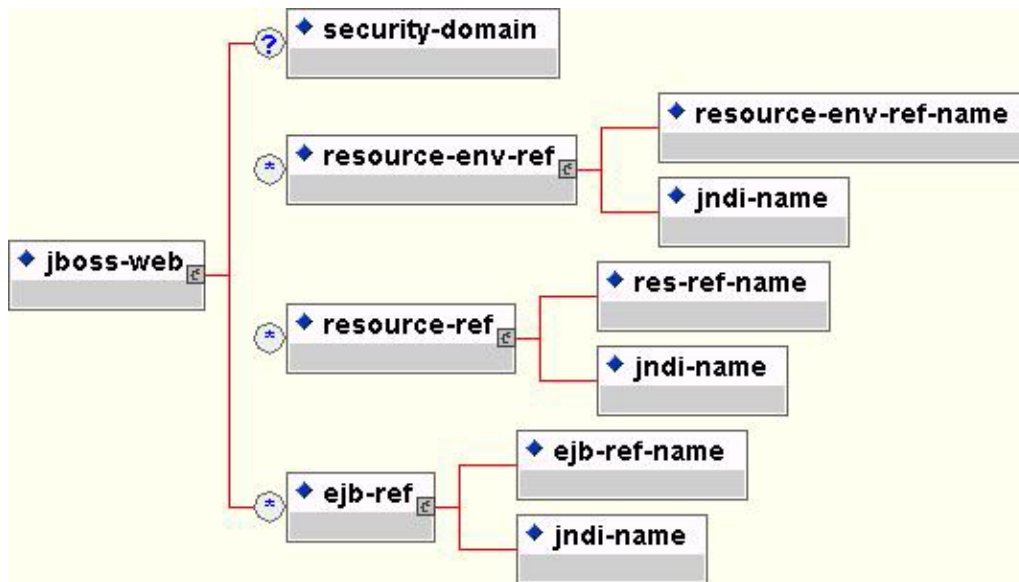 security-domain
?
resource-env-ref-name
resource-env-ref
*
jndi-name
jboss-web
res-ref-name
resource-ref
*
jndi-name
ejb-ref-name
ejb-ref
*
jndi-name